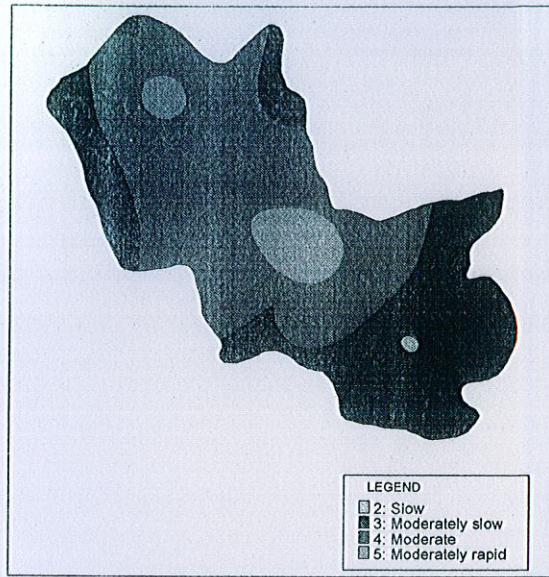 LEGEND
2: Slow
3: Moderately slow
4: Moderate
5: Moderately rapid